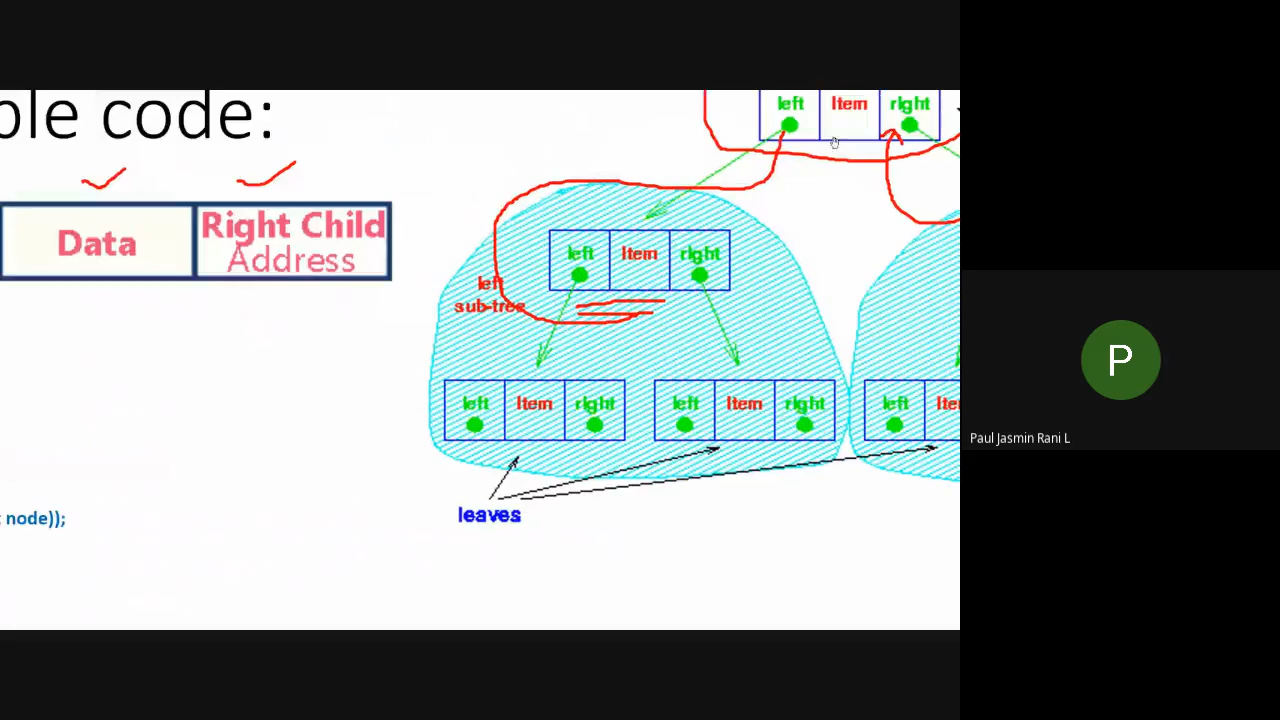 ple code:
Data
Right Child
Address
node));
left Item right
left Item right
left
sub-tree
left Item right
left Item right
left
leaves
P
Paul Jasmin Rani L